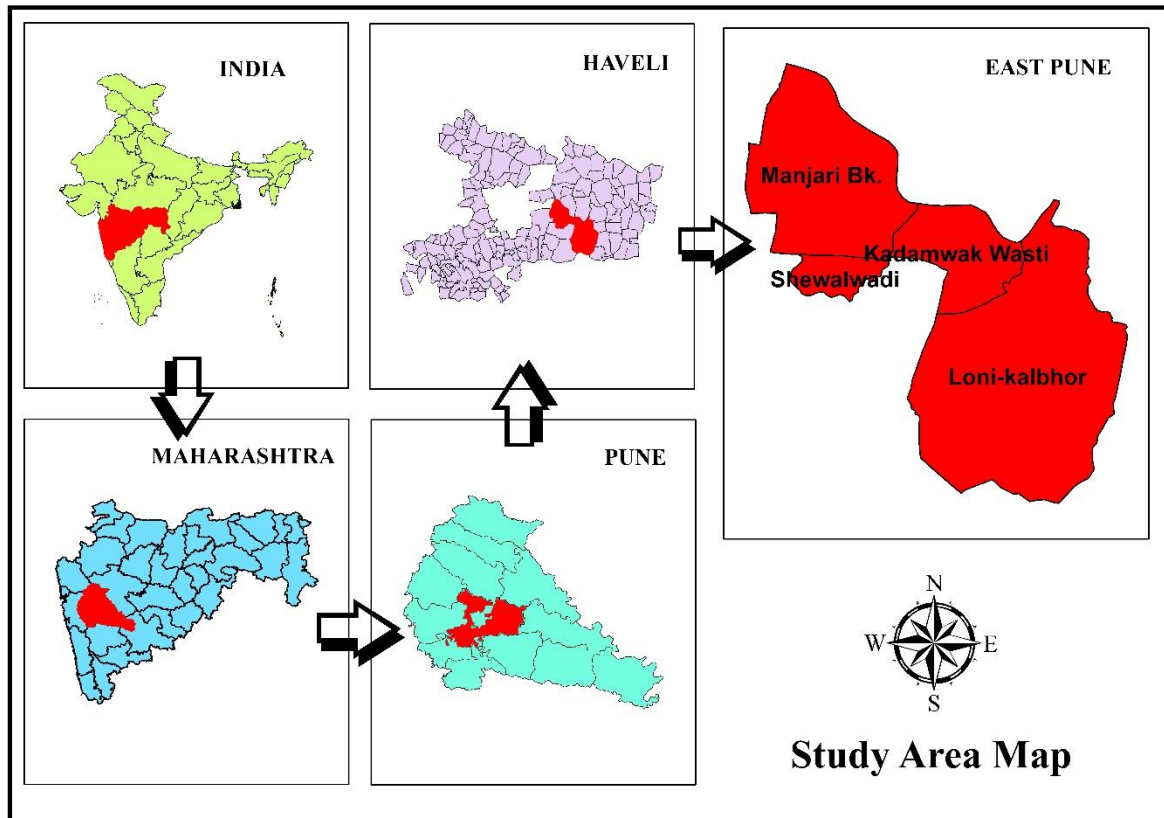 INDIA
MAHARASHTRA
PUNE
HAVELI
EAST PUNE
Manjari Bk.
Kadamwak Wasti
Shewalwadi
Loni-kalbhor
N
W
E
S
Study Area Map